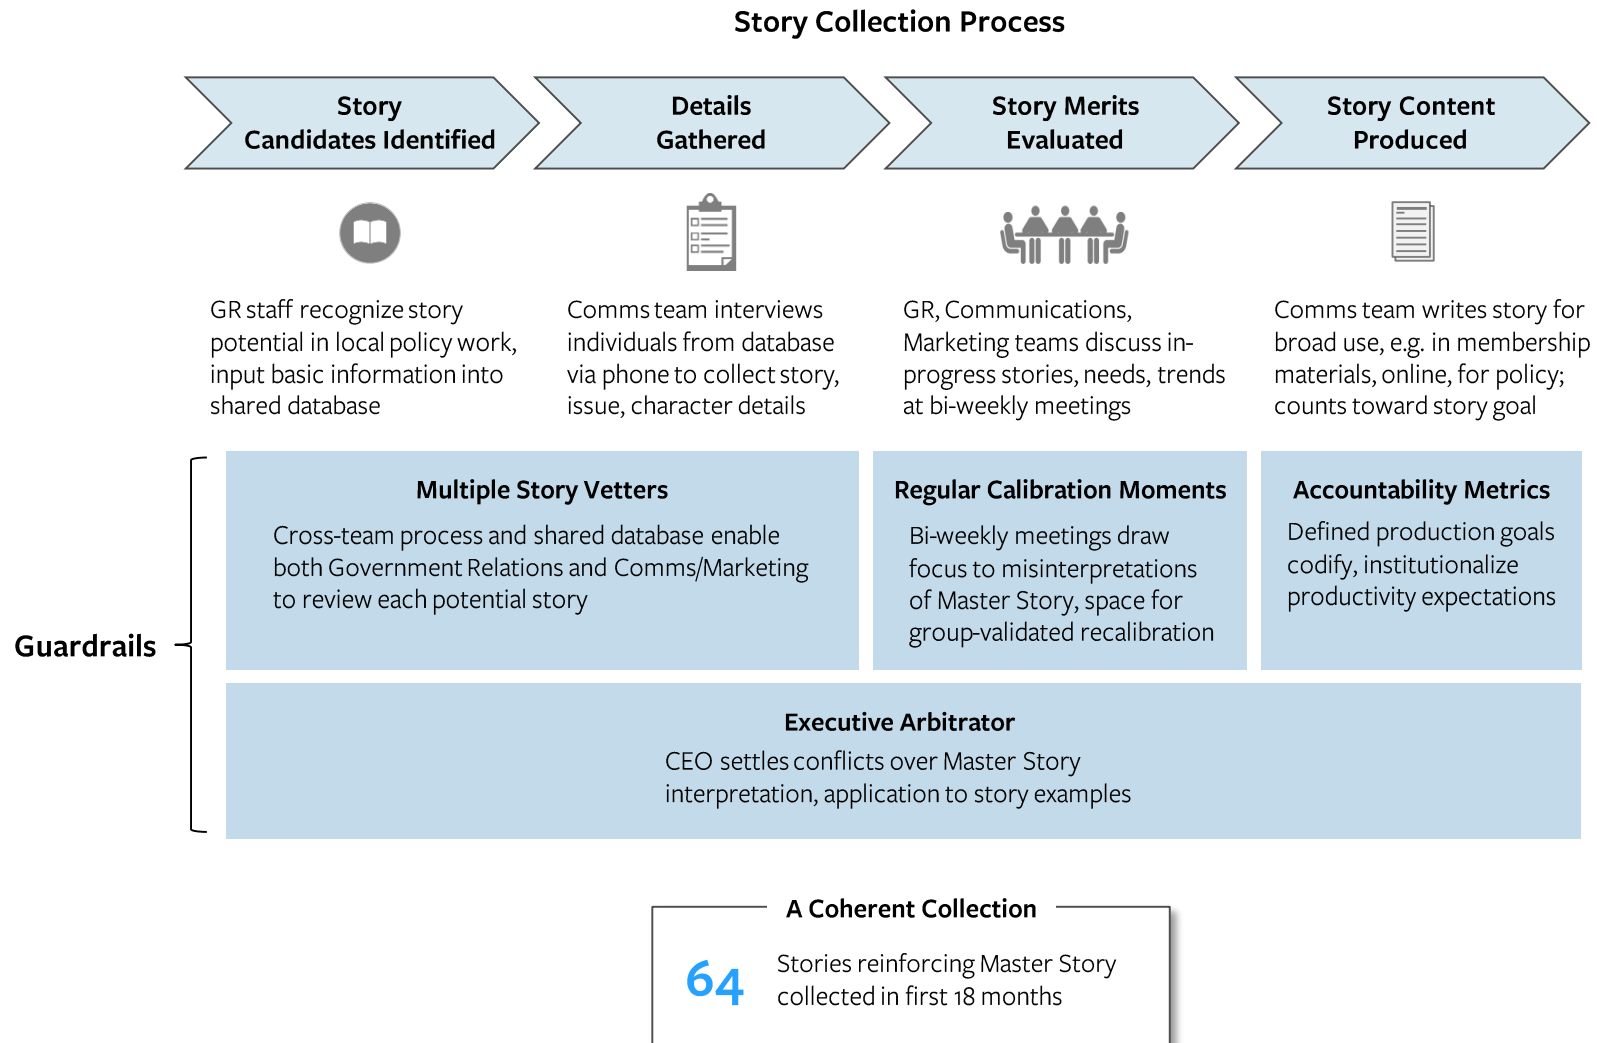 Story Collection Process
Story
Candidates Identified
Details
Gathered
Story Merits
Evaluated
Story Content
Produced
GR staff recognize story
potential in local policy work,
input basic information into
shared database
Comms team interviews
individuals from database
via phone to collect story,
issue, character details
GR, Communications,
Marketing teams discuss in-
progress stories, needs, trends
at bi-weekly meetings
Comms team writes story for
broad use, e.g. in membership
materials, online, for policy;
counts toward story goal
Guardrails
Multiple Story Vetters
Cross-team process and shared database enable
both Government Relations and Comms/Marketing
to review each potential story
Regular Calibration Moments
Bi-weekly meetings draw
focus to misinterpretations
of Master Story, space for
group-validated recalibration
Accountability Metrics
Defined production goals
codify, institutionalize
productivity expectations
Executive Arbitrator
CEO settles conflicts over Master Story
interpretation, application to story examples
A Coherent Collection
64
Stories reinforcing Master Story
collected in first 18 months